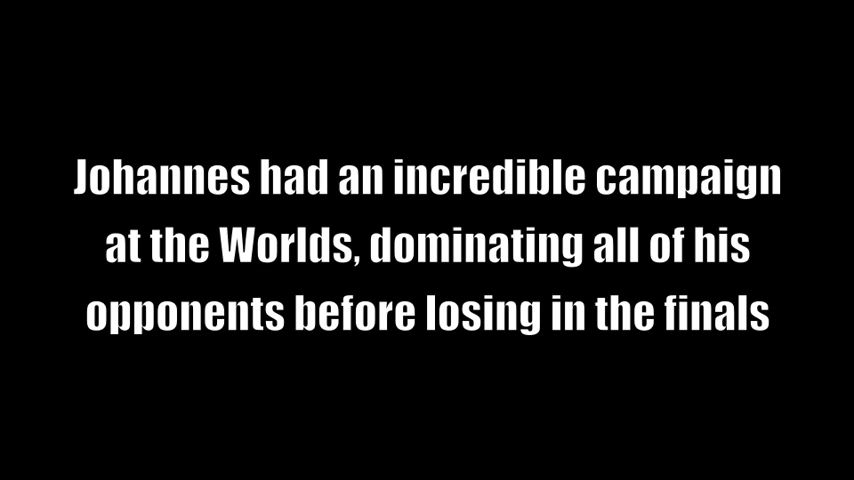 Johannes had an incredible campaign
at the Worlds, dominating all of his
opponents before losing in the finals